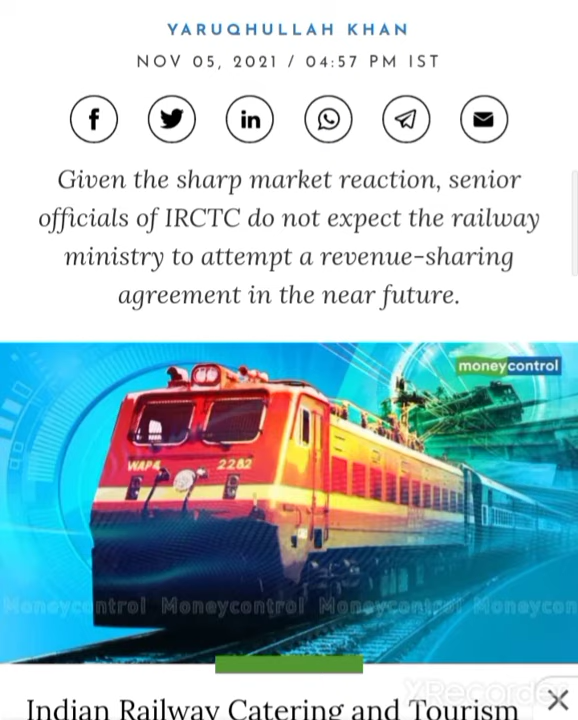 YARUQHULLAH KHAN
NOV 05, 2021 / 04:57 PM IST
Given the sharp market reaction, senior
officials of IRCTC do not expect the railway
ministry to attempt a revenue-sharing
agreement in the near future.
moneycontrol
WAP4 2282
Moneycontrol Moneycontrol Moneycontrol Moneycon
XRecorder
Indian Railway Catering and Tourism